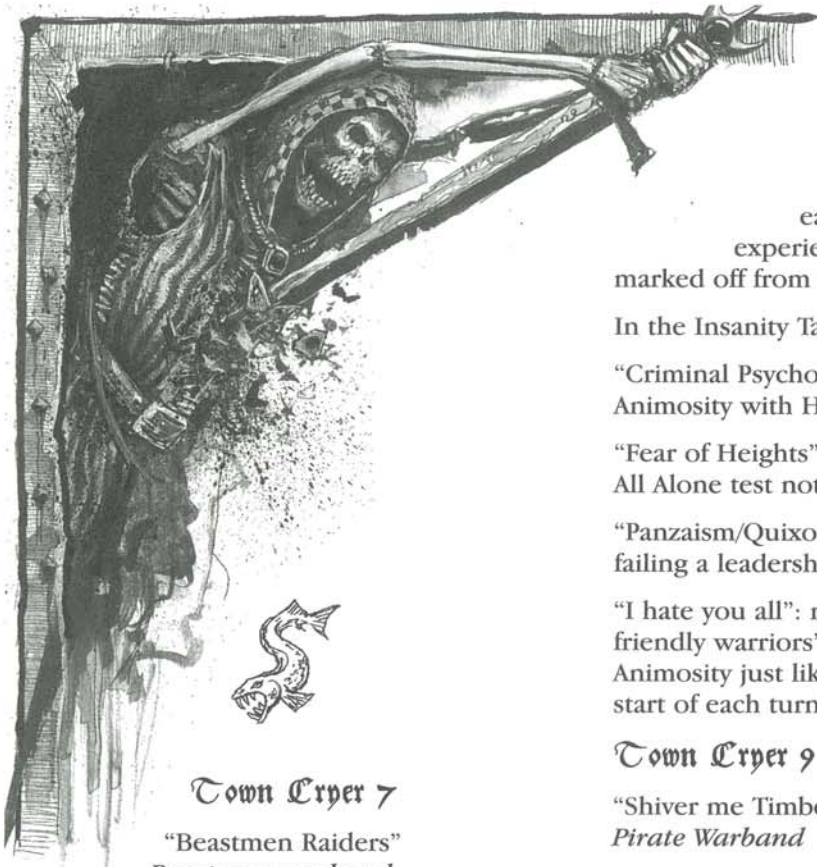 Town Cryer 7
“Beastmen Raiders”
ea
experie
marked off from
In the Insanity Ta
“Criminal Psycho
Animosity with H
“Fear of Heights”
All Alone test not
“Panzaism/Quixo
failing a leadersh
“I hate you all”: r
friendly warriors’
Animosity just lik
start of each turn
Town Cryer 9
“Shiver me Timbe
Pirate Warband